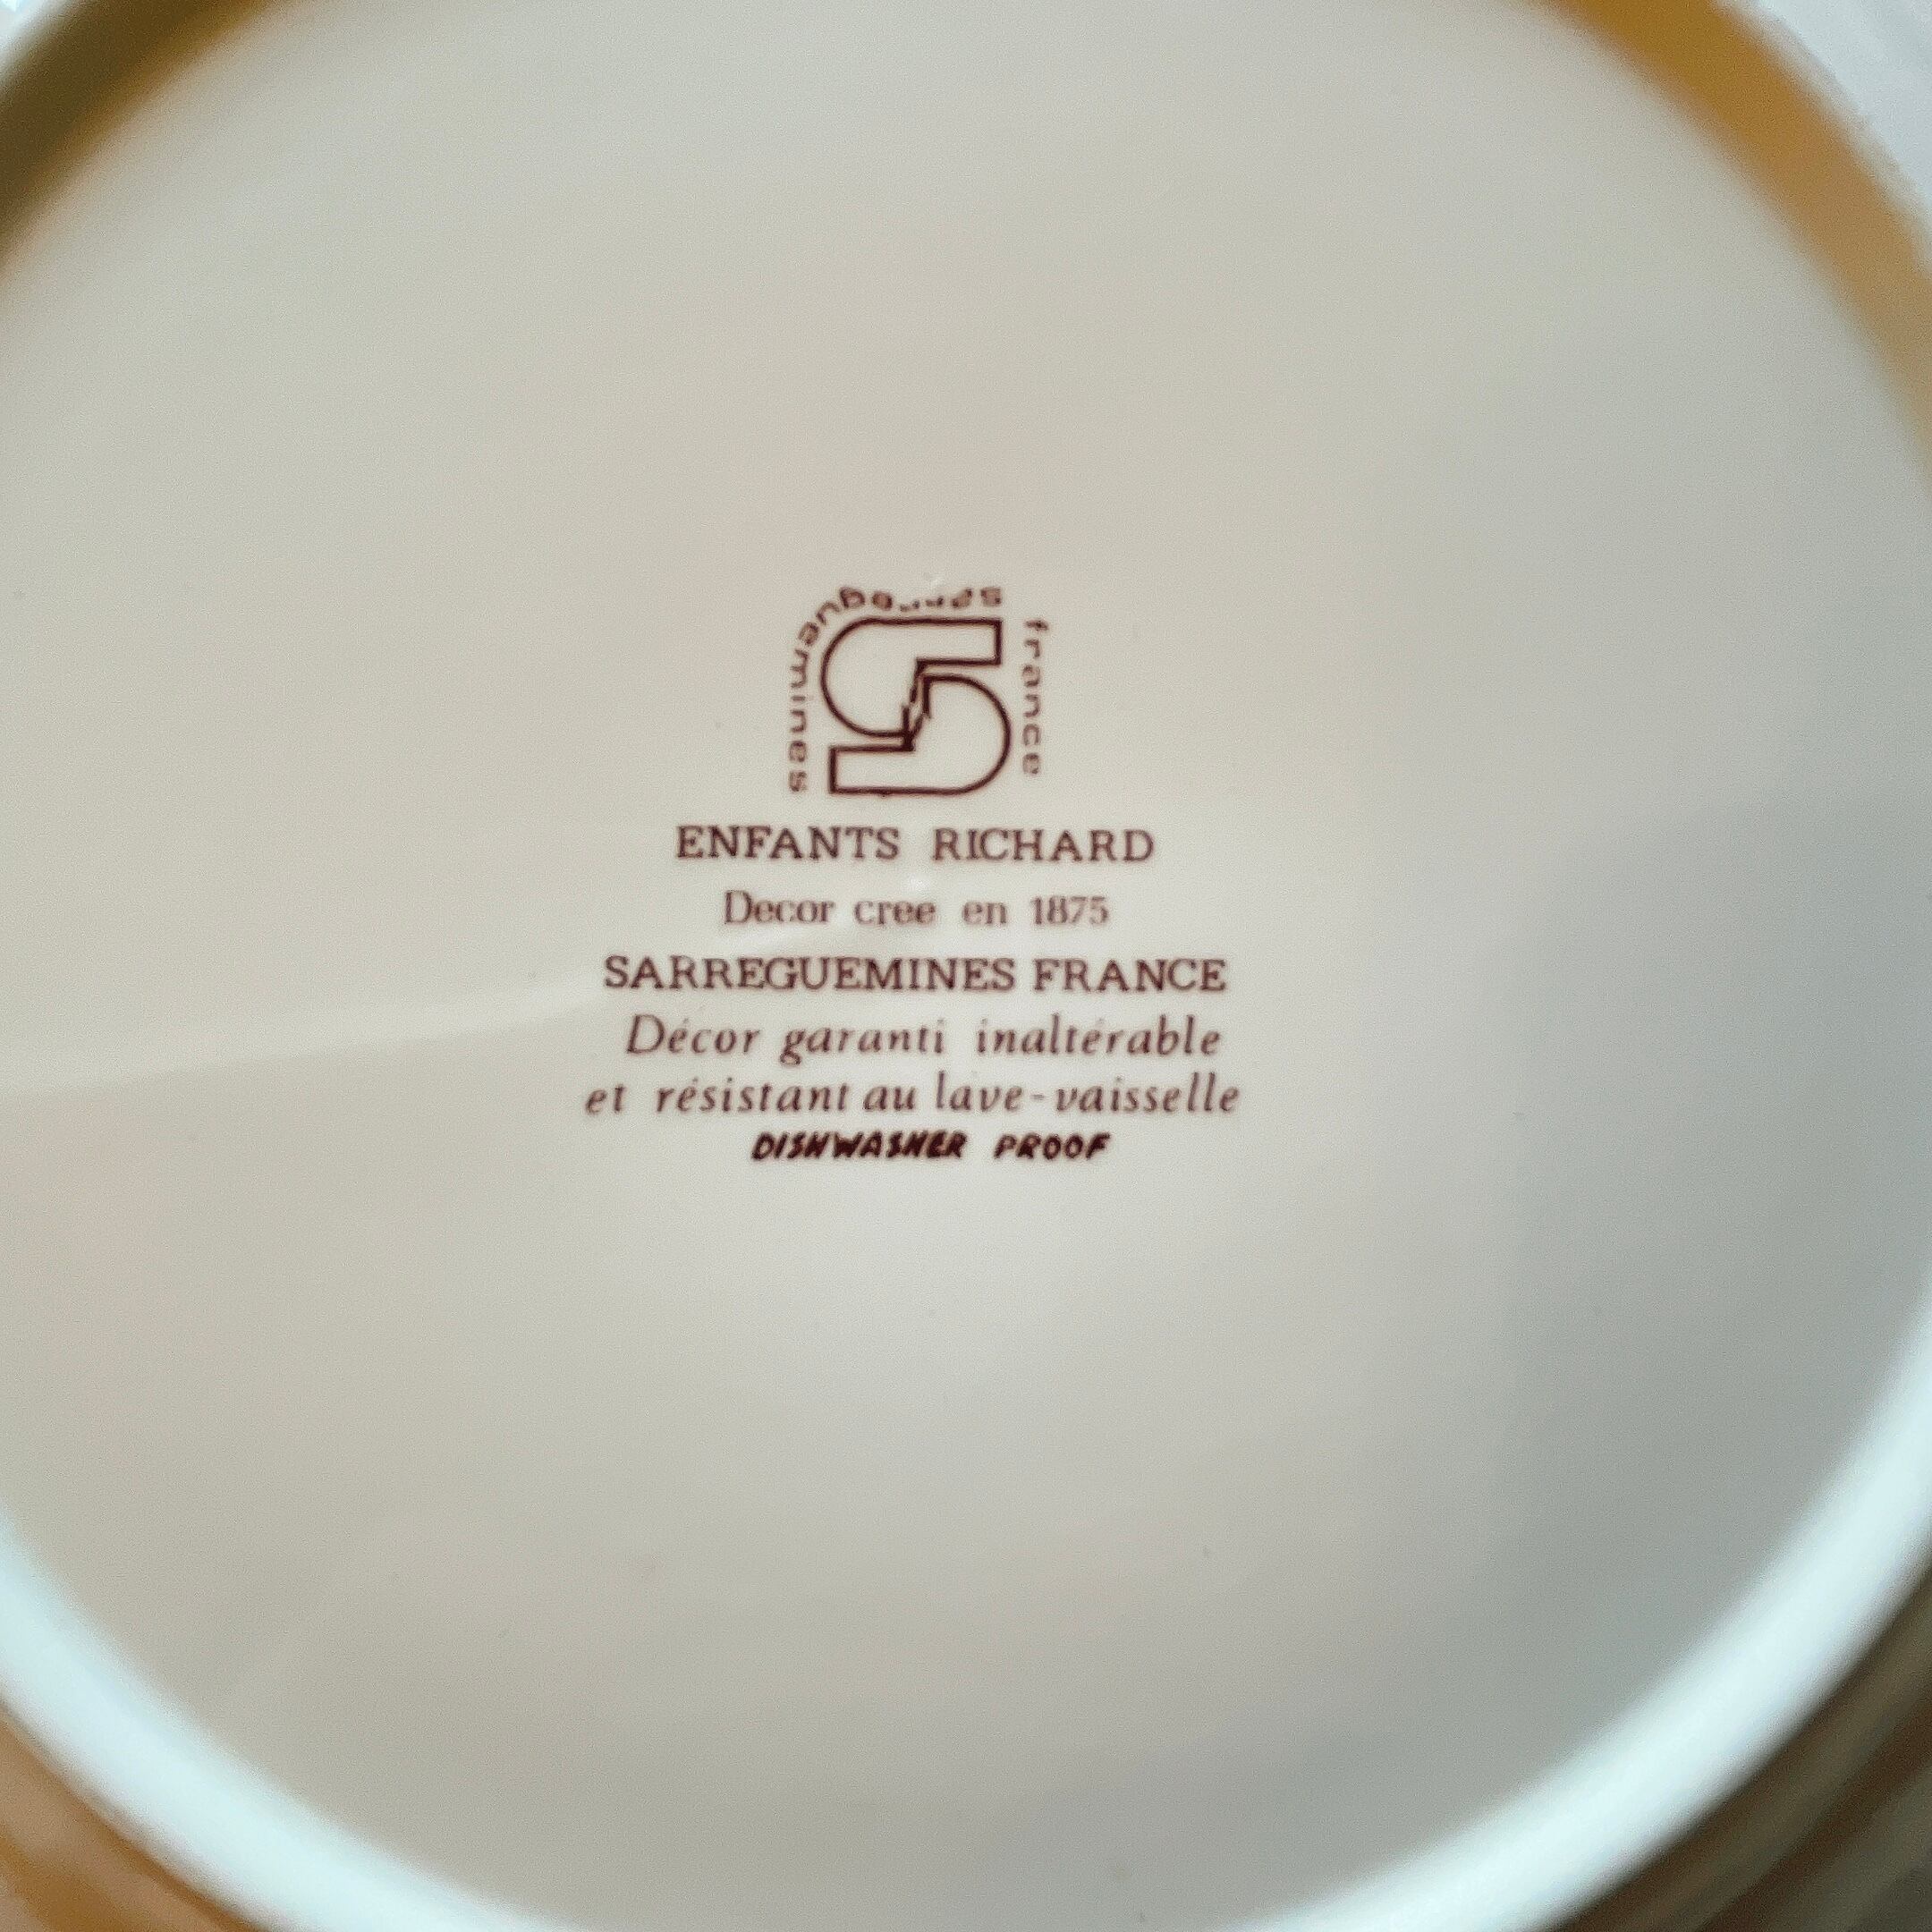 sarreguemines
france
ENFANTS RICHARD
Decor cree en 1875
SARREGUEMINES FRANCE
Décor garanti inaltérable
et résistant au lave-vaisselle
DISHWASHER PROOF